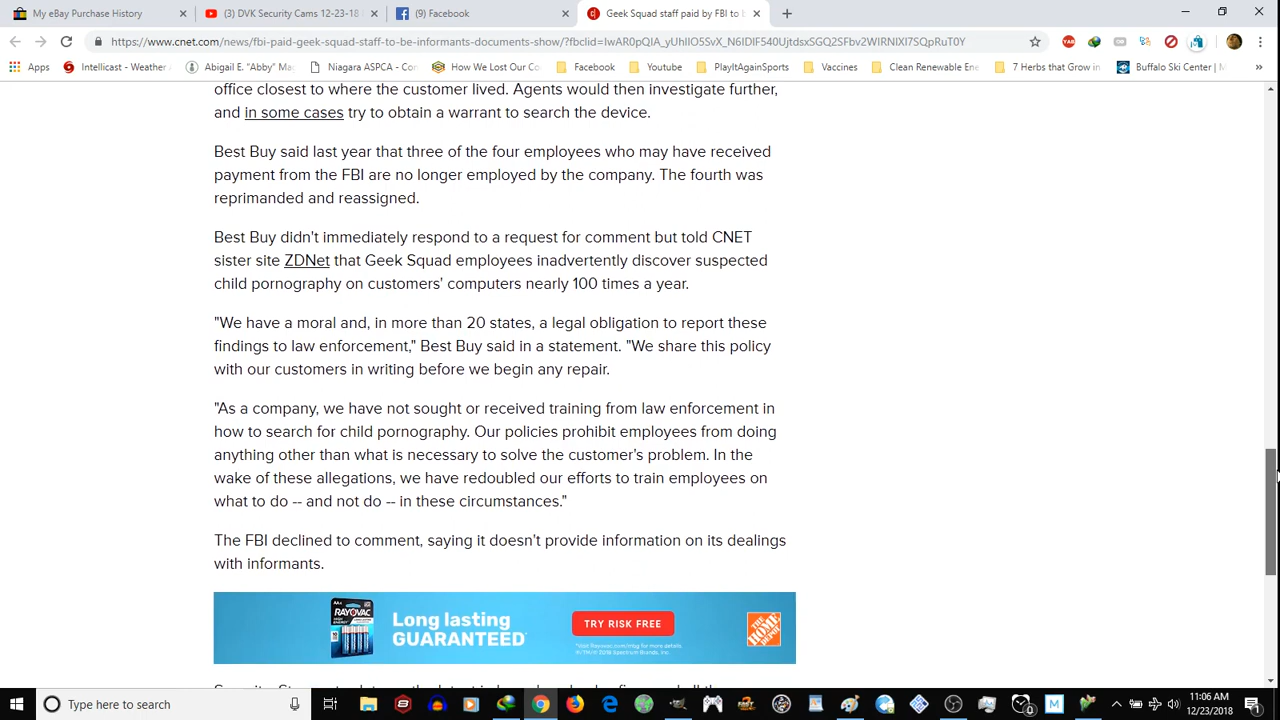 My eBay Purchase History
(3) DVK Security Cams 12-23-18
(9) Facebook
Geek Squad staff paid by FBI to b
https://www.cnet.com/news/fbi-paid-geek-squad-staff-to-be-informants-documents-show/?fbclid=IwAR0pQIA_yUhIIO5SvX_N6IDIF540UjtdsxSGQ2SFbv2WIRNIXI7SQpRuT0Y
Apps
Intellicast - Weather
Abigail E. "Abby" Ma
Niagara ASPCA - Con
How We Lost Our Co
Facebook
Youtube
PlayItAgainSports
Vaccines
Clean Renewable Ene
7 Herbs that Grow in
Buffalo Ski Center | M
office closest to where the customer lived. Agents would then investigate further,
and in some cases try to obtain a warrant to search the device.
Best Buy said last year that three of the four employees who may have received
payment from the FBI are no longer employed by the company. The fourth was
reprimanded and reassigned.
Best Buy didn't immediately respond to a request for comment but told CNET
sister site ZDNet that Geek Squad employees inadvertently discover suspected
child pornography on customers' computers nearly 100 times a year.
"We have a moral and, in more than 20 states, a legal obligation to report these
findings to law enforcement," Best Buy said in a statement. "We share this policy
with our customers in writing before we begin any repair.
"As a company, we have not sought or received training from law enforcement in
how to search for child pornography. Our policies prohibit employees from doing
anything other than what is necessary to solve the customer's problem. In the
wake of these allegations, we have redoubled our efforts to train employees on
what to do -- and not do -- in these circumstances."
The FBI declined to comment, saying it doesn't provide information on its dealings
with informants.
RAYOVAC
Long lasting
GUARANTEED*
TRY RISK FREE
THE HOME DEPOT
Type here to search
11:06 AM
12/23/2018